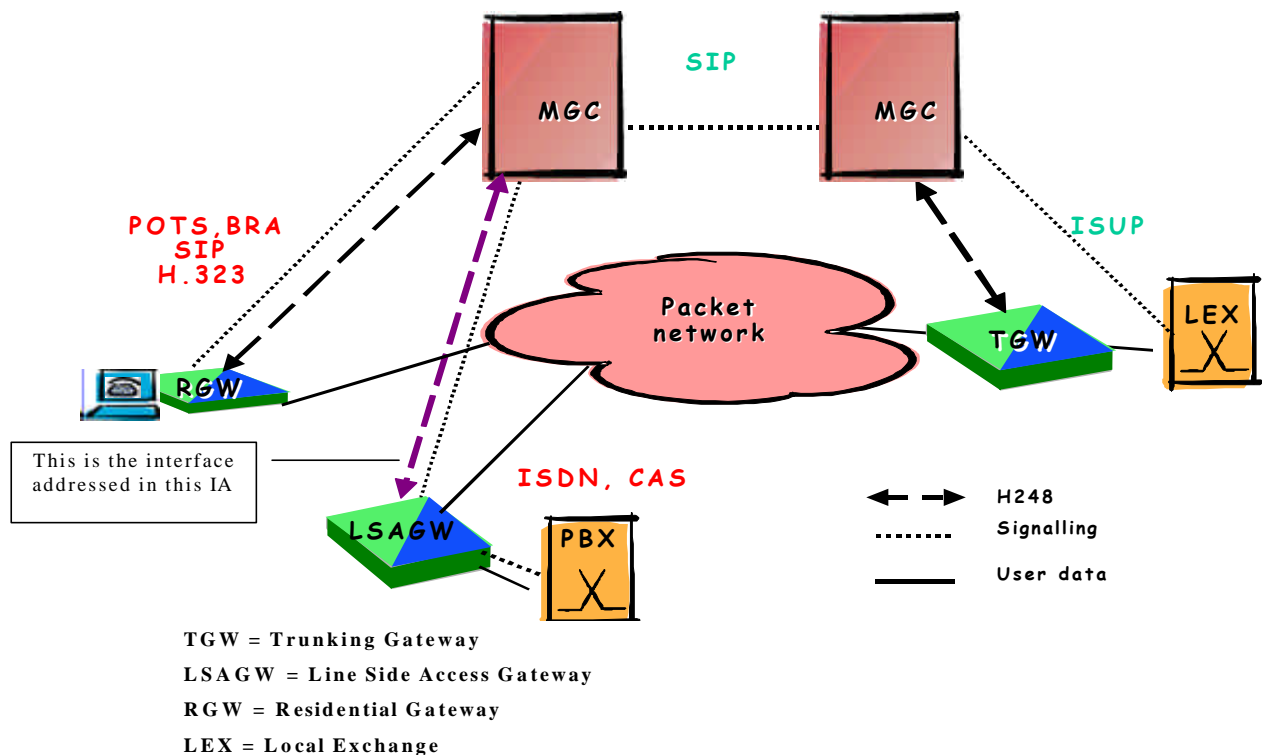 SIP
MGC
MGC
POTS,BRA
SIP
H.323
ISUP
Packet
network
LEX
TGW
RGW
This is the interface
addressed in this IA
ISDN, CAS
LSAGW
PBX
H248
Signalling
User data
TGW = Trunking Gateway
LSAGW = Line Side Access Gateway
RGW = Residential Gateway
LEX = Local Exchange